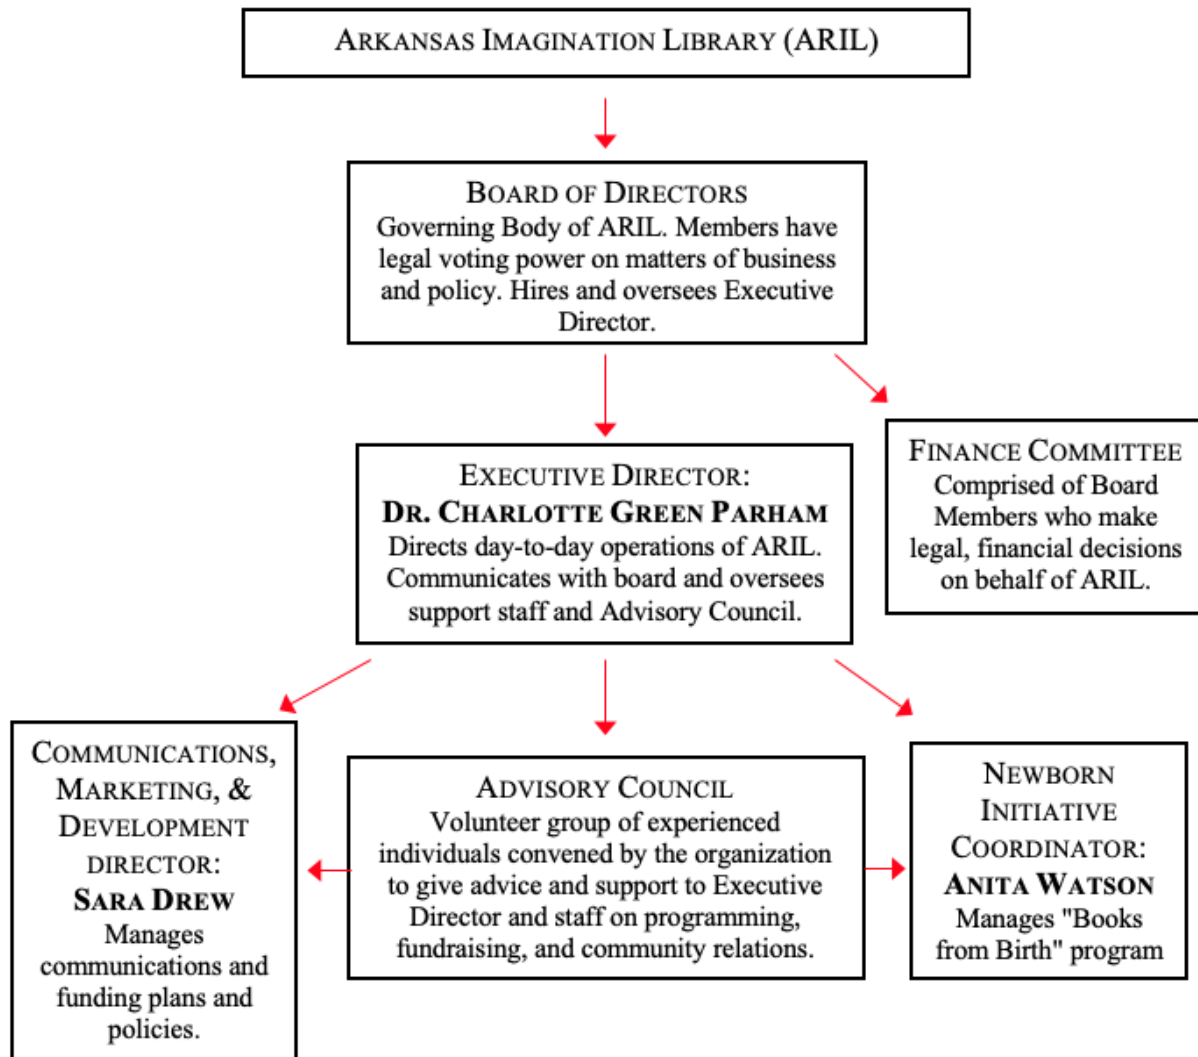 ARKANSAS IMAGINATION LIBRARY (ARIL)
BOARD OF DIRECTORS
Governing Body of ARIL. Members have
legal voting power on matters of business
and policy. Hires and oversees Executive
Director.
EXECUTIVE DIRECTOR:
DR. CHARLOTTE GREEN PARHAM
Directs day-to-day operations of ARIL.
Communicates with board and oversees
support staff and Advisory Council.
FINANCE COMMITTEE
Comprised of Board
Members who make
legal, financial decisions
on behalf of ARIL.
COMMUNICATIONS,
MARKETING, &
DEVELOPMENT
DIRECTOR:
SARA DREW
Manages
communications and
funding plans and
policies.
ADVISORY COUNCIL
Volunteer group of experienced
individuals convened by the organization
to give advice and support to Executive
Director and staff on programming,
fundraising, and community relations.
NEWBORN
INITIATIVE
COORDINATOR:
ANITA WATSON
Manages "Books
from Birth" program